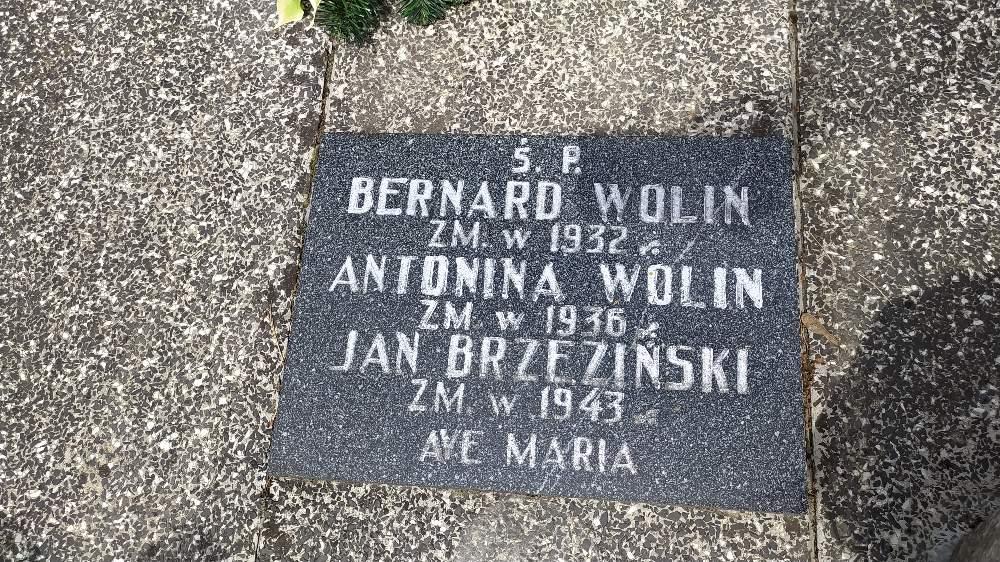 Ś. P.
BERNARD WOLIN
ZM. W 1932 R.
ANTONINA WOLIN
ZM. W 1936 R.
JAN BRZEZIŃSKI
ZM. W 1943 R.
AVE MARIA